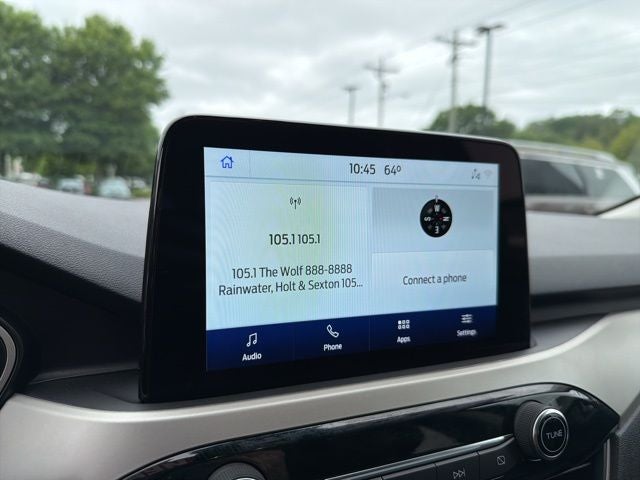 10:45 64°
105.1 105.1
105.1 The Wolf 888-8888
Rainwater, Holt & Sexton 105...
W
S N
E
Connect a phone
Audio
Phone
Apps
Settings
TUNE